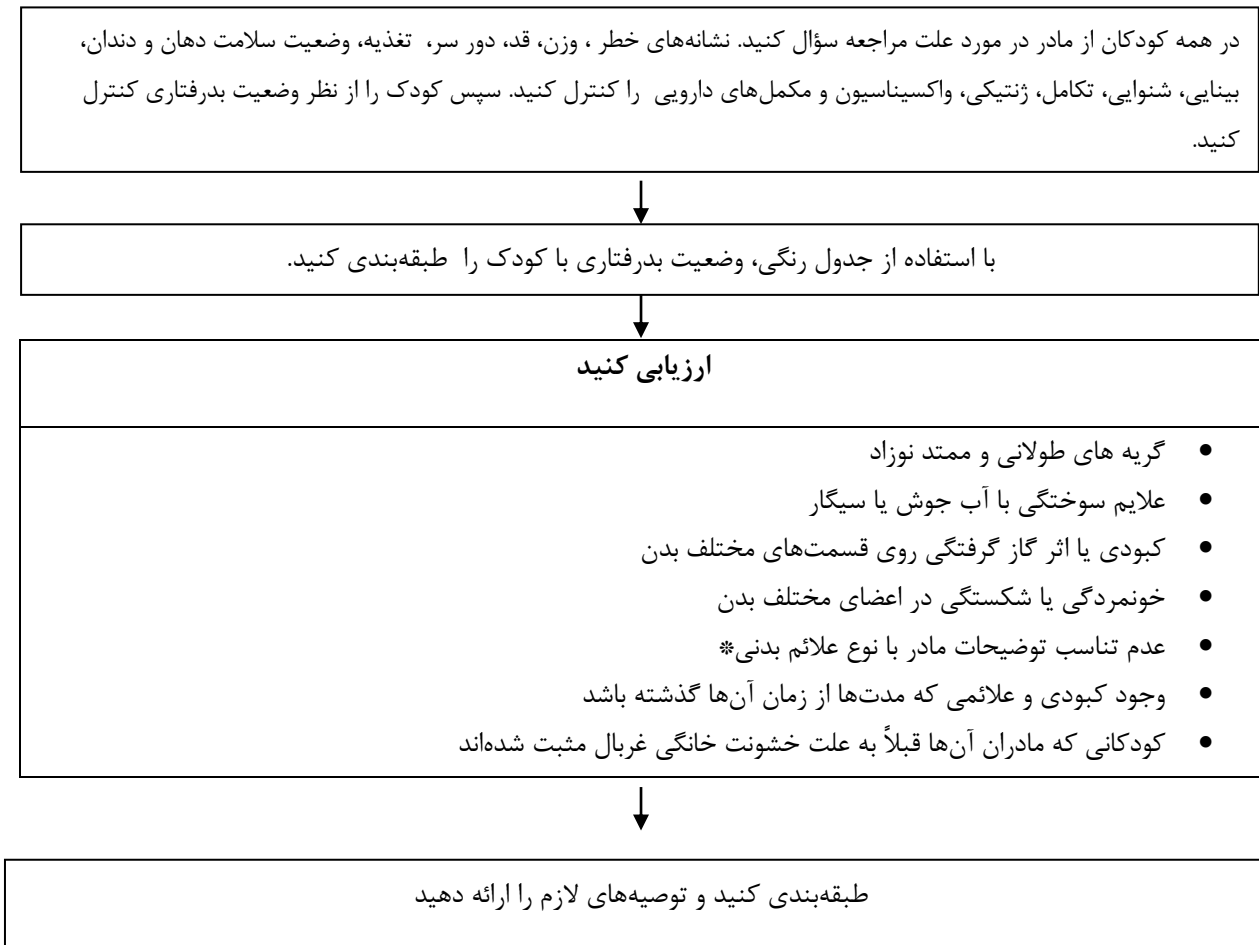 در همه کودکان از مادر در مورد علت مراجعه سؤال کنید. نشانه‌های خطر ، وزن، قد، دور سر، تغذیه، وضعیت سلامت دهان و دندان،
بینایی، شنوایی، تکامل، ژنتیکی، واکسیناسیون و مکمل‌های دارویی را کنترل کنید. سپس کودک را از نظر وضعیت بدرفتاری کنترل
کنید.
با استفاده از جدول رنگی، وضعیت بدرفتاری با کودک را طبقه‌بندی کنید.
ارزیابی کنید
• گریه های طولانی و ممتد نوزاد
• علایم سوختگی با آب جوش یا سیگار
• کبودی یا اثر گاز گرفتگی روی قسمت‌های مختلف بدن
• خونمردگی یا شکستگی در اعضای مختلف بدن
• عدم تناسب توضیحات مادر با نوع علائم بدنی*
• وجود کبودی و علائمی که مدت‌ها از زمان آن‌ها گذشته باشد
• کودکانی که مادران آن‌ها قبلاً به علت خشونت خانگی غربال مثبت شده‌اند
طبقه‌بندی کنید و توصیه‌های لازم را ارائه دهید